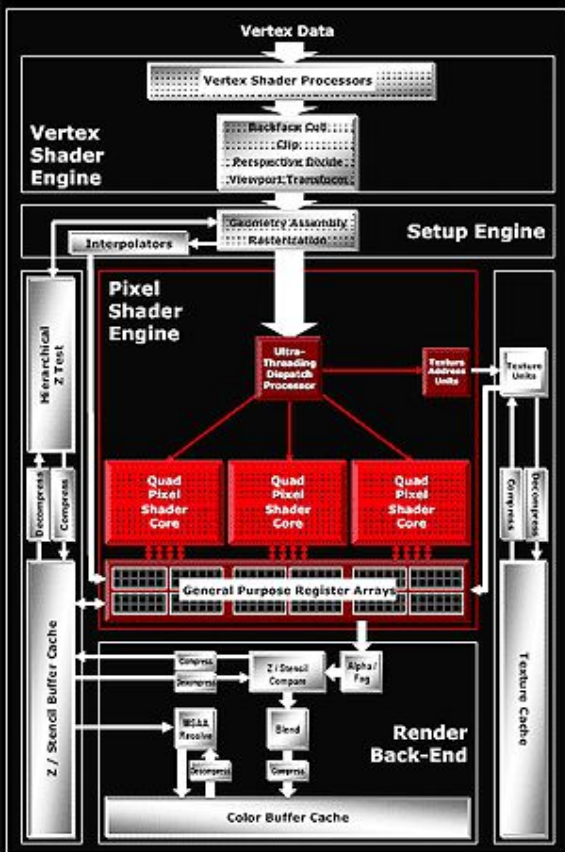 Vertex Data
Vertex Shader Processors
Vertex
Shader
Engine
Backface Cull
Clip
Perspective Divide
Viewport Transform
Geometry Assembly
Rasterization
Setup Engine
Interpolators
Hierarchical
Z Test
Pixel
Shader
Engine
Ultra-
Threading
Dispatch
Processor
Texture
Address
Units
Texture
Units
Decompress
Compress
Quad
Pixel
Shader
Core
Quad
Pixel
Shader
Core
Quad
Pixel
Shader
Core
Compress
Decompress
General Purpose Register Arrays
Z / Stencil Buffer Cache
Compress
Decompress
Z / Stencil
Compare
Alpha /
Fog
MSAA
Resolve
Blend
Render
Back-End
Decompress
Compress
Color Buffer Cache
Texture Cache